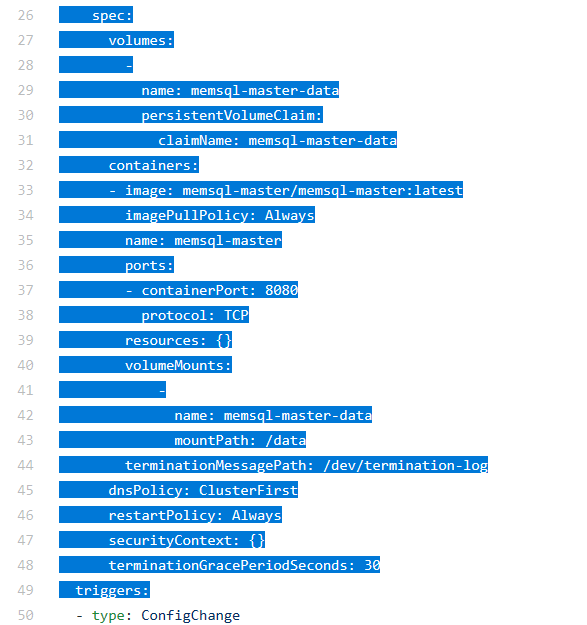 26 spec:
27 volumes:
28 -
29 name: memsql-master-data
30 persistentVolumeClaim:
31 claimName: memsql-master-data
32 containers:
33 - image: memsql-master/memsql-master:latest
34 imagePullPolicy: Always
35 name: memsql-master
36 ports:
37 - containerPort: 8080
38 protocol: TCP
39 resources: {}
40 volumeMounts:
41 -
42 name: memsql-master-data
43 mountPath: /data
44 terminationMessagePath: /dev/termination-log
45 dnsPolicy: ClusterFirst
46 restartPolicy: Always
47 securityContext: {}
48 terminationGracePeriodSeconds: 30
49 triggers:
50 - type: ConfigChange